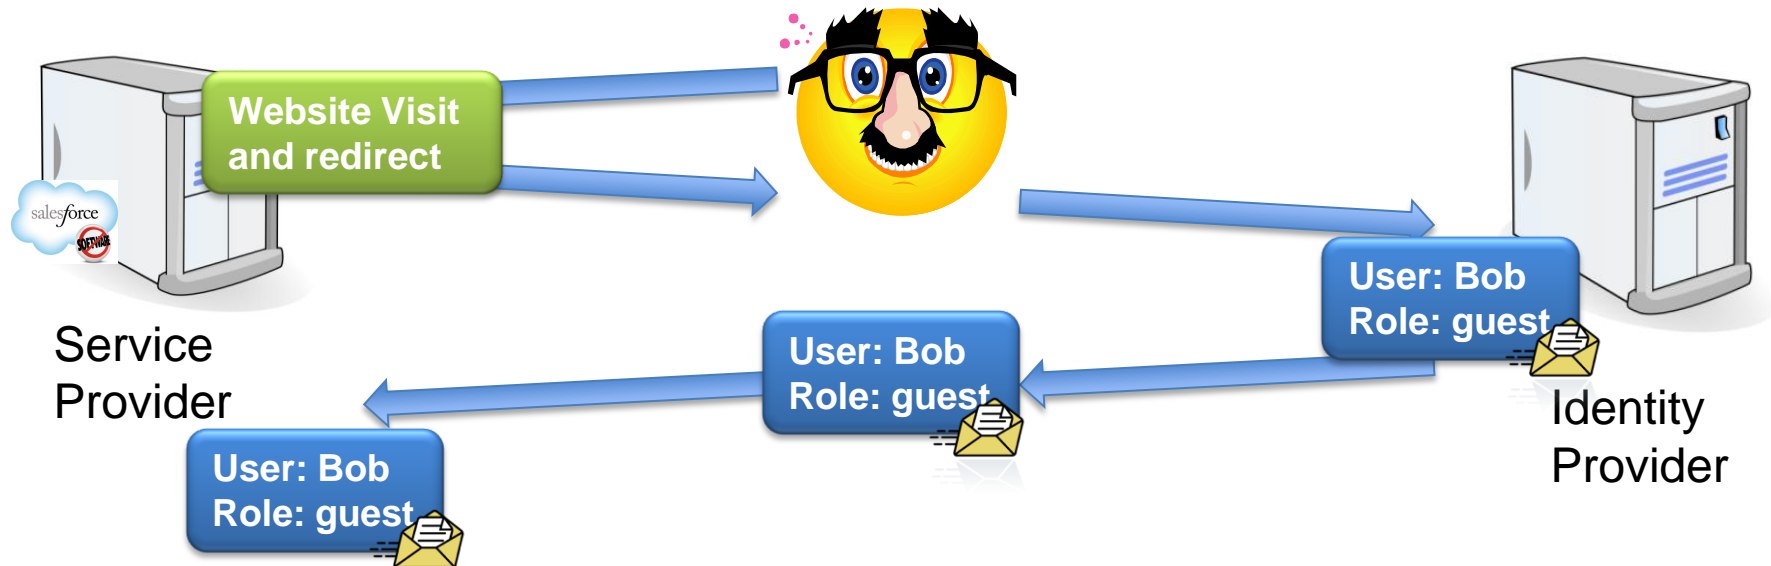 Website Visit
and redirect
salesforce
SOFTWARE
Service
Provider
User: Bob
Role: guest
User: Bob
Role: guest
User: Bob
Role: guest
Identity
Provider